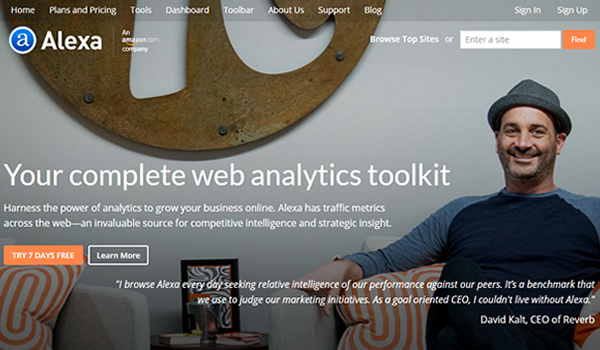 Home Plans and Pricing Tools Dashboard Toolbar About Us Support Blog Sign In Sign Up
a Alexa An amazon.com company
Browse Top Sites or Enter a site Find
Your complete web analytics toolkit
Harness the power of analytics to grow your business online. Alexa has traffic metrics
across the web—an invaluable source for competitive intelligence and strategic insight.
TRY 7 DAYS FREE Learn More
"I browse Alexa every day seeking relative intelligence of our performance against our peers. It's a benchmark that
we use to judge our marketing initiatives. As a goal oriented CEO, I couldn't live without Alexa."
David Kalt, CEO of Reverb